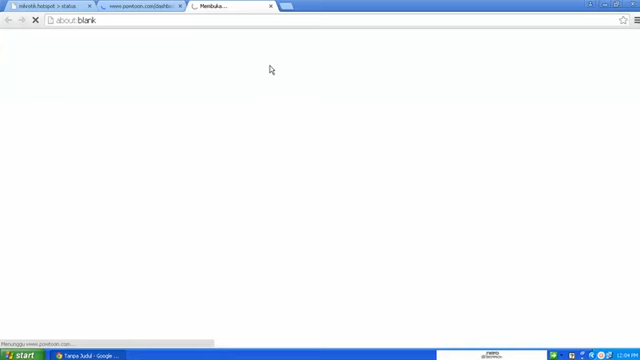 mikrotik hotspot > status
www.powtoon.com/dashbo
Membuka...
about:blank
Menunggu www.powtoon.com...
start
Tanpa Judul - Google
12:04 PM